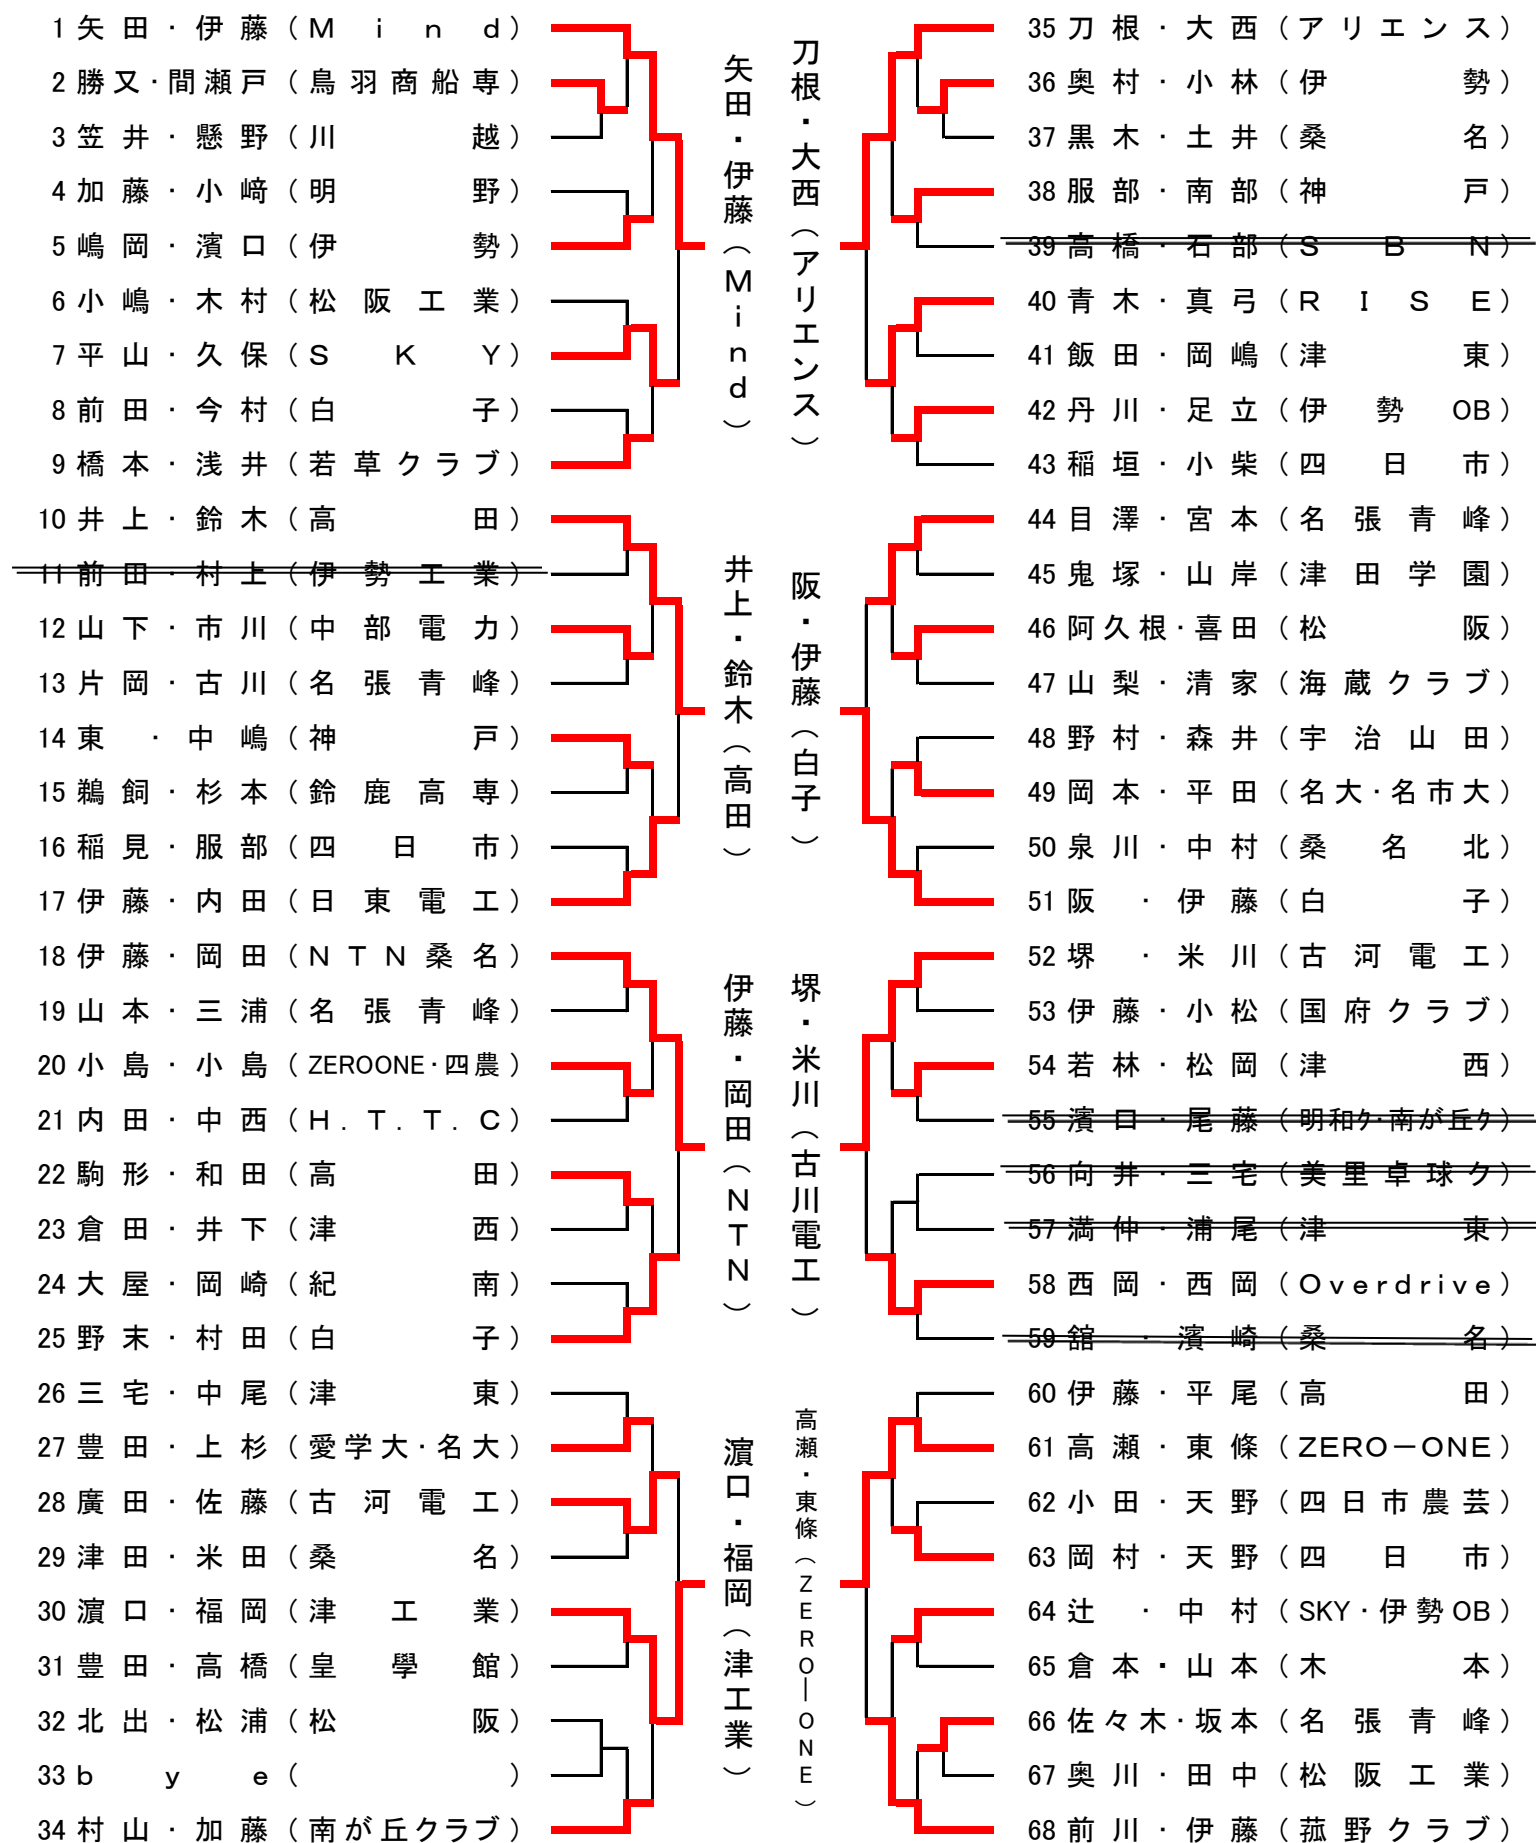 1 矢田・伊藤（Mind）
2 勝又・間瀬戸（鳥羽商船専）
3 笠井・懸野（川越）
4 加藤・小﨑（明野）
5 嶋岡・濱口（伊勢）
6 小嶋・木村（松阪工業）
7 平山・久保（SKY）
8 前田・今村（白子）
9 橋本・浅井（若草クラブ）
10 井上・鈴木（高田）
11 前田・村上（伊勢工業）
12 山下・市川（中部電力）
13 片岡・古川（名張青峰）
14 東・中嶋（神戸）
15 鵜飼・杉本（鈴鹿高専）
16 稲見・服部（四日市）
17 伊藤・内田（日東電工）
18 伊藤・岡田（NTN桑名）
19 山本・三浦（名張青峰）
20 小島・小島（ZEROONE・四農）
21 内田・中西（H.T.T.C）
22 駒形・和田（高田）
23 倉田・井下（津西）
24 大屋・岡崎（紀南）
25 野末・村田（白子）
26 三宅・中尾（津東）
27 豊田・上杉（愛学大・名大）
28 廣田・佐藤（古河電工）
29 津田・米田（桑名）
30 濵口・福岡（津工業）
31 豊田・高橋（皇學館）
32 北出・松浦（松阪）
33 bye（　）
34 村山・加藤（南が丘クラブ）
矢田・伊藤（Mind）
井上・鈴木（高田）
伊藤・岡田（NTN）
濵口・福岡（津工業）
刀根・大西（アリエンス）
阪・伊藤（白子）
堺・米川（古川電工）
高瀬・東條（ZERO―ONE）
35 刀根・大西（アリエンス）
36 奥村・小林（伊勢）
37 黒木・土井（桑名）
38 服部・南部（神戸）
39 高橋・石部（SBN）
40 青木・真弓（RISE）
41 飯田・岡嶋（津東）
42 丹川・足立（伊勢OB）
43 稲垣・小柴（四日市）
44 目澤・宮本（名張青峰）
45 鬼塚・山岸（津田学園）
46 阿久根・喜田（松阪）
47 山梨・清家（海蔵クラブ）
48 野村・森井（宇治山田）
49 岡本・平田（名大・名市大）
50 泉川・中村（桑名北）
51 阪・伊藤（白子）
52 堺・米川（古河電工）
53 伊藤・小松（国府クラブ）
54 若林・松岡（津西）
55 濱口・尾藤（明和ｸ・南が丘ｸ）
56 向井・三宅（美里卓球ク）
57 満仲・浦尾（津東）
58 西岡・西岡（Overdrive）
59 舘・濱崎（桑名）
60 伊藤・平尾（高田）
61 高瀬・東條（ZERO－ONE）
62 小田・天野（四日市農芸）
63 岡村・天野（四日市）
64 辻・中村（SKY・伊勢OB）
65 倉本・山本（木本）
66 佐々木・坂本（名張青峰）
67 奥川・田中（松阪工業）
68 前川・伊藤（菰野クラブ）